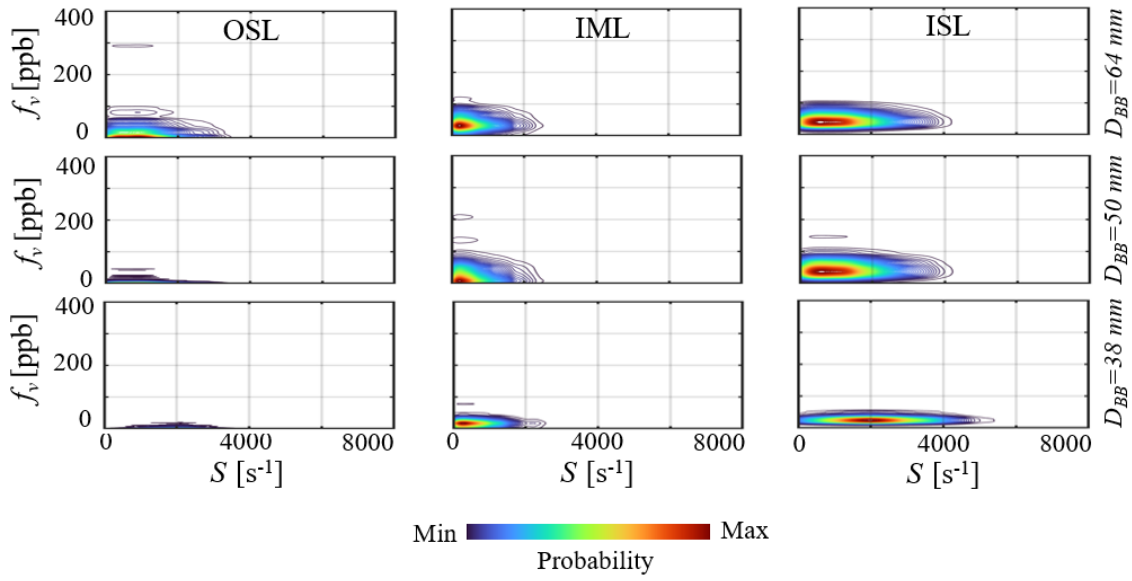 OSL IML ISL
400
200
0
f_v [ppb]
D_BB=64 mm
400
200
0
f_v [ppb]
D_BB=50 mm
400
200
0
f_v [ppb]
D_BB=38 mm
0 4000 8000 0 4000 8000 0 4000 8000
S [s⁻¹] S [s⁻¹] S [s⁻¹]
Min Max
Probability